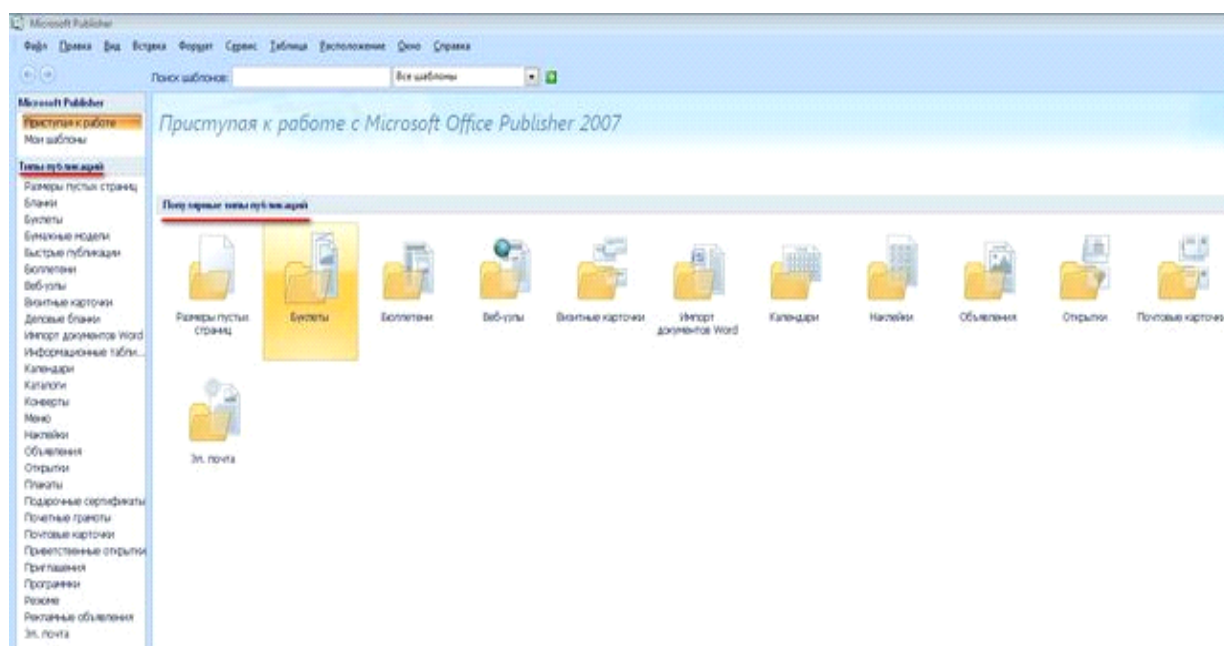 Microsoft Publisher
Файл Правка Вид Вставка Формат Сервис Таблица Расположение Окно Справка
Поиск шаблонов: Все шаблоны
Microsoft Publisher
Приступая к работе
Мои шаблоны
Приступая к работе с Microsoft Office Publisher 2007
Типы публикаций
Размеры пустых страниц
Бланки
Буклеты
Бумажные модели
Быстрые публикации
Бюллетени
Веб-узлы
Визитные карточки
Деловые бланки
Импорт документов Word
Информационные табли...
Календари
Каталоги
Конверты
Меню
Наклейки
Объявления
Открытки
Плакаты
Подарочные сертификаты
Почетные грамоты
Почтовые карточки
Приветственные открытки
Приглашения
Программки
Резюме
Рекламные объявления
Эл. почта
Популярные типы публикаций
Размеры пустых страниц
Буклеты
Бюллетени
Веб-узлы
Визитные карточки
Импорт документов Word
Календари
Наклейки
Объявления
Открытки
Почтовые карточки
Эл. почта